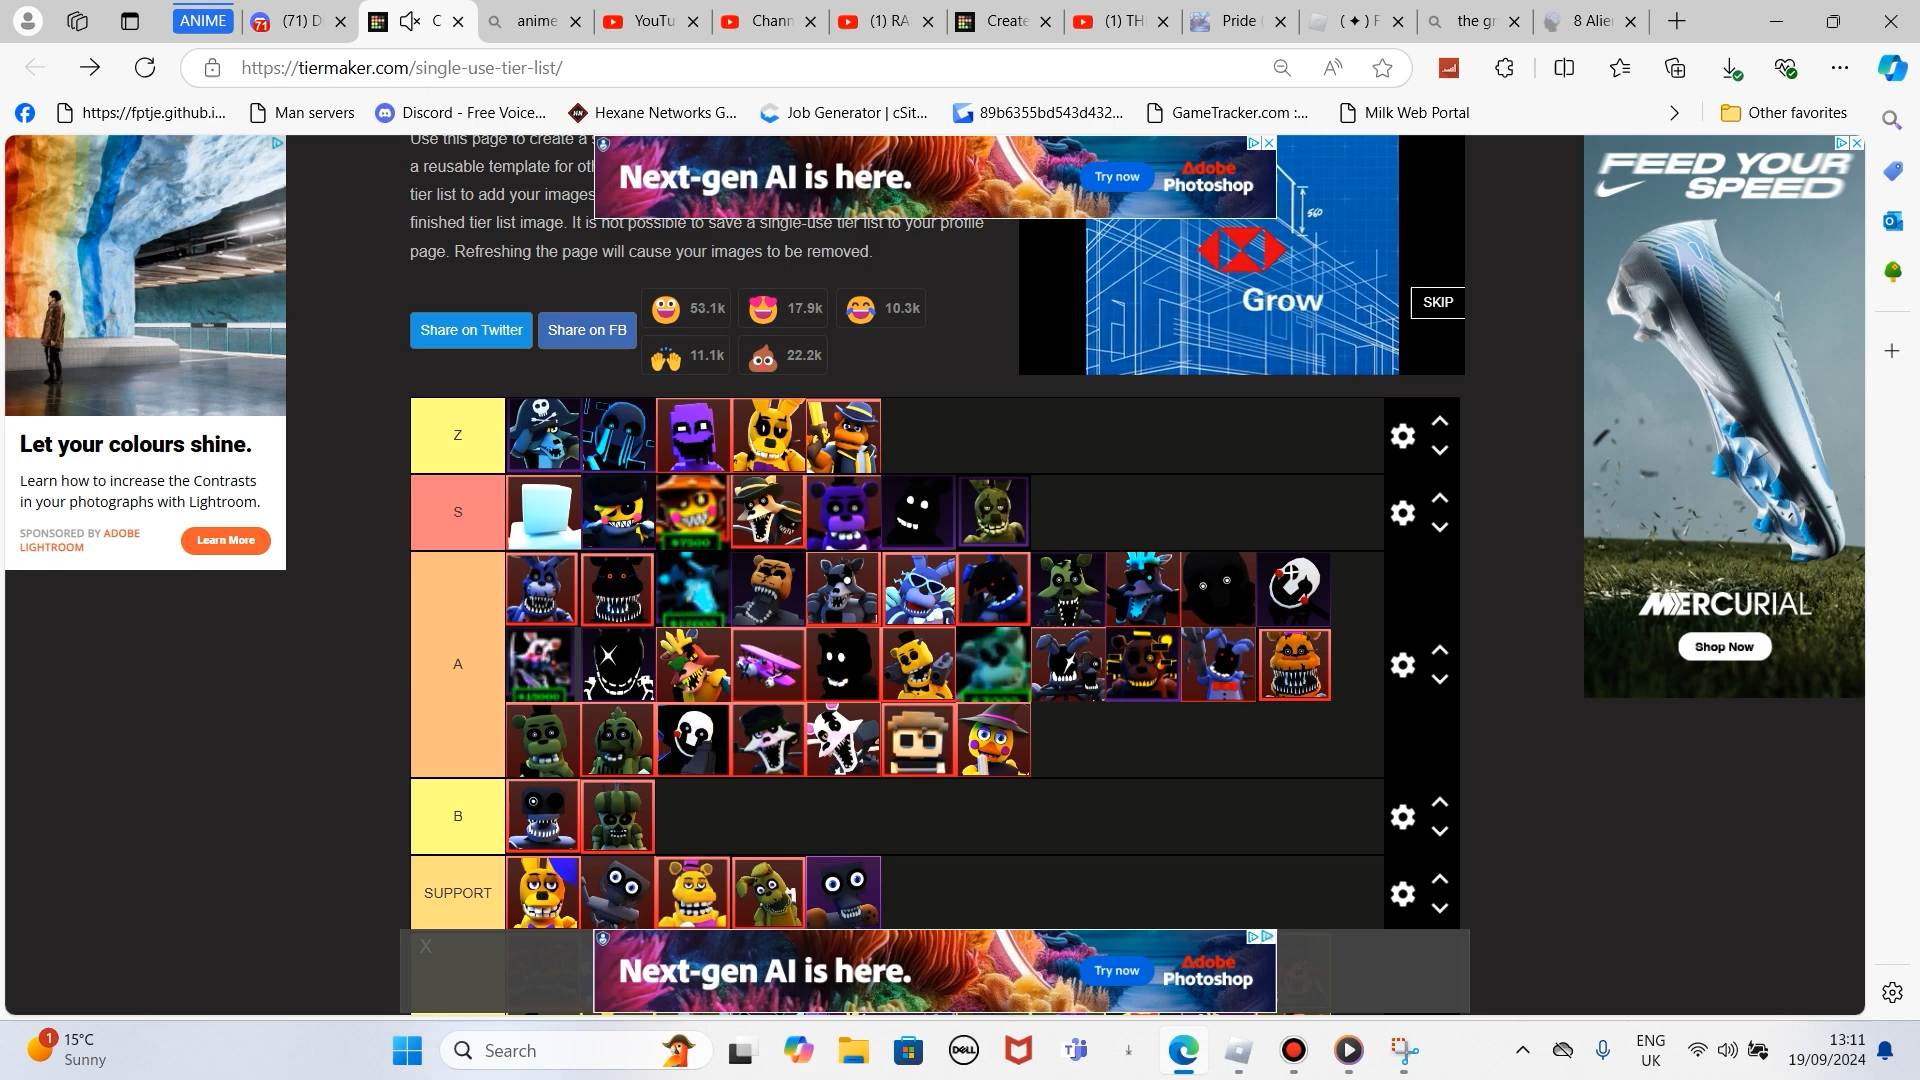 ANIME
(71) D
C
anime
YouTu
Chann
(1) RA
Create
(1) TH
Pride (
( ✦ ) F
the gr
8 Alie
https://tiermaker.com/single-use-tier-list/
https://fptje.github.i...
Man servers
Discord - Free Voice...
Hexane Networks G...
Job Generator | cSit...
89b6355bd543d432...
GameTracker.com :...
Milk Web Portal
Other favorites
Use this page to create a s
a reusable template for oth
tier list to add your images
finished tier list image. It is not possible to save a single-use tier list to your profile
page. Refreshing the page will cause your images to be removed.
Next-gen AI is here.
Try now
Adobe
Photoshop
560
Grow
SKIP
FEED YOUR
SPEED
MERCURIAL
Shop Now
Let your colours shine.
Learn how to increase the Contrasts
in your photographs with Lightroom.
SPONSORED BY ADOBE
LIGHTROOM
Learn More
Share on Twitter
Share on FB
53.1k
17.9k
10.3k
11.1k
22.2k
Z
S
$7500
A
$15000
B
SUPPORT
X
Next-gen AI is here.
Try now
Adobe
Photoshop
1
15°C
Sunny
Search
DELL
ENG
UK
13:11
19/09/2024